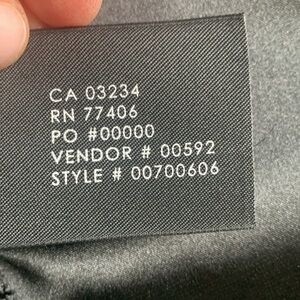 CA 03234
RN 77406
PO #00000
VENDOR # 00592
STYLE # 00700606